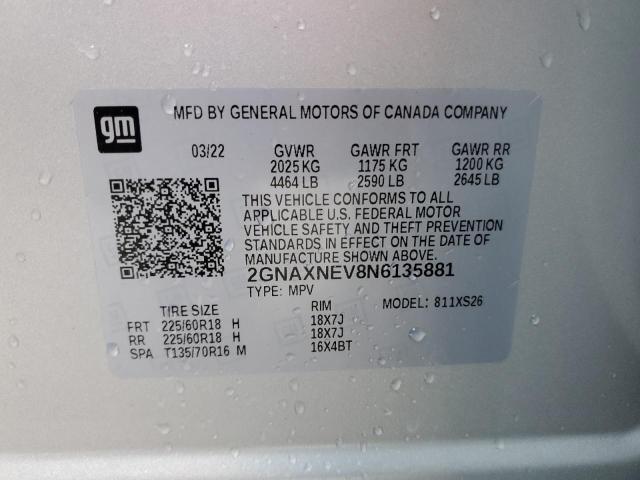 gm
MFD BY GENERAL MOTORS OF CANADA COMPANY
03/22 GVWR GAWR FRT GAWR RR
2025 KG 1175 KG 1200 KG
4464 LB 2590 LB 2645 LB
THIS VEHICLE CONFORMS TO ALL
APPLICABLE U.S. FEDERAL MOTOR
VEHICLE SAFETY AND THEFT PREVENTION
STANDARDS IN EFFECT ON THE DATE OF
MANUFACTURE SHOWN ABOVE.
2GNAXNEV8N6135881
TYPE: MPV MODEL: 811XS26
TIRE SIZE RIM
FRT 225/60R18 H 18X7J
RR 225/60R18 H 18X7J
SPA T135/70R16 M 16X4BT